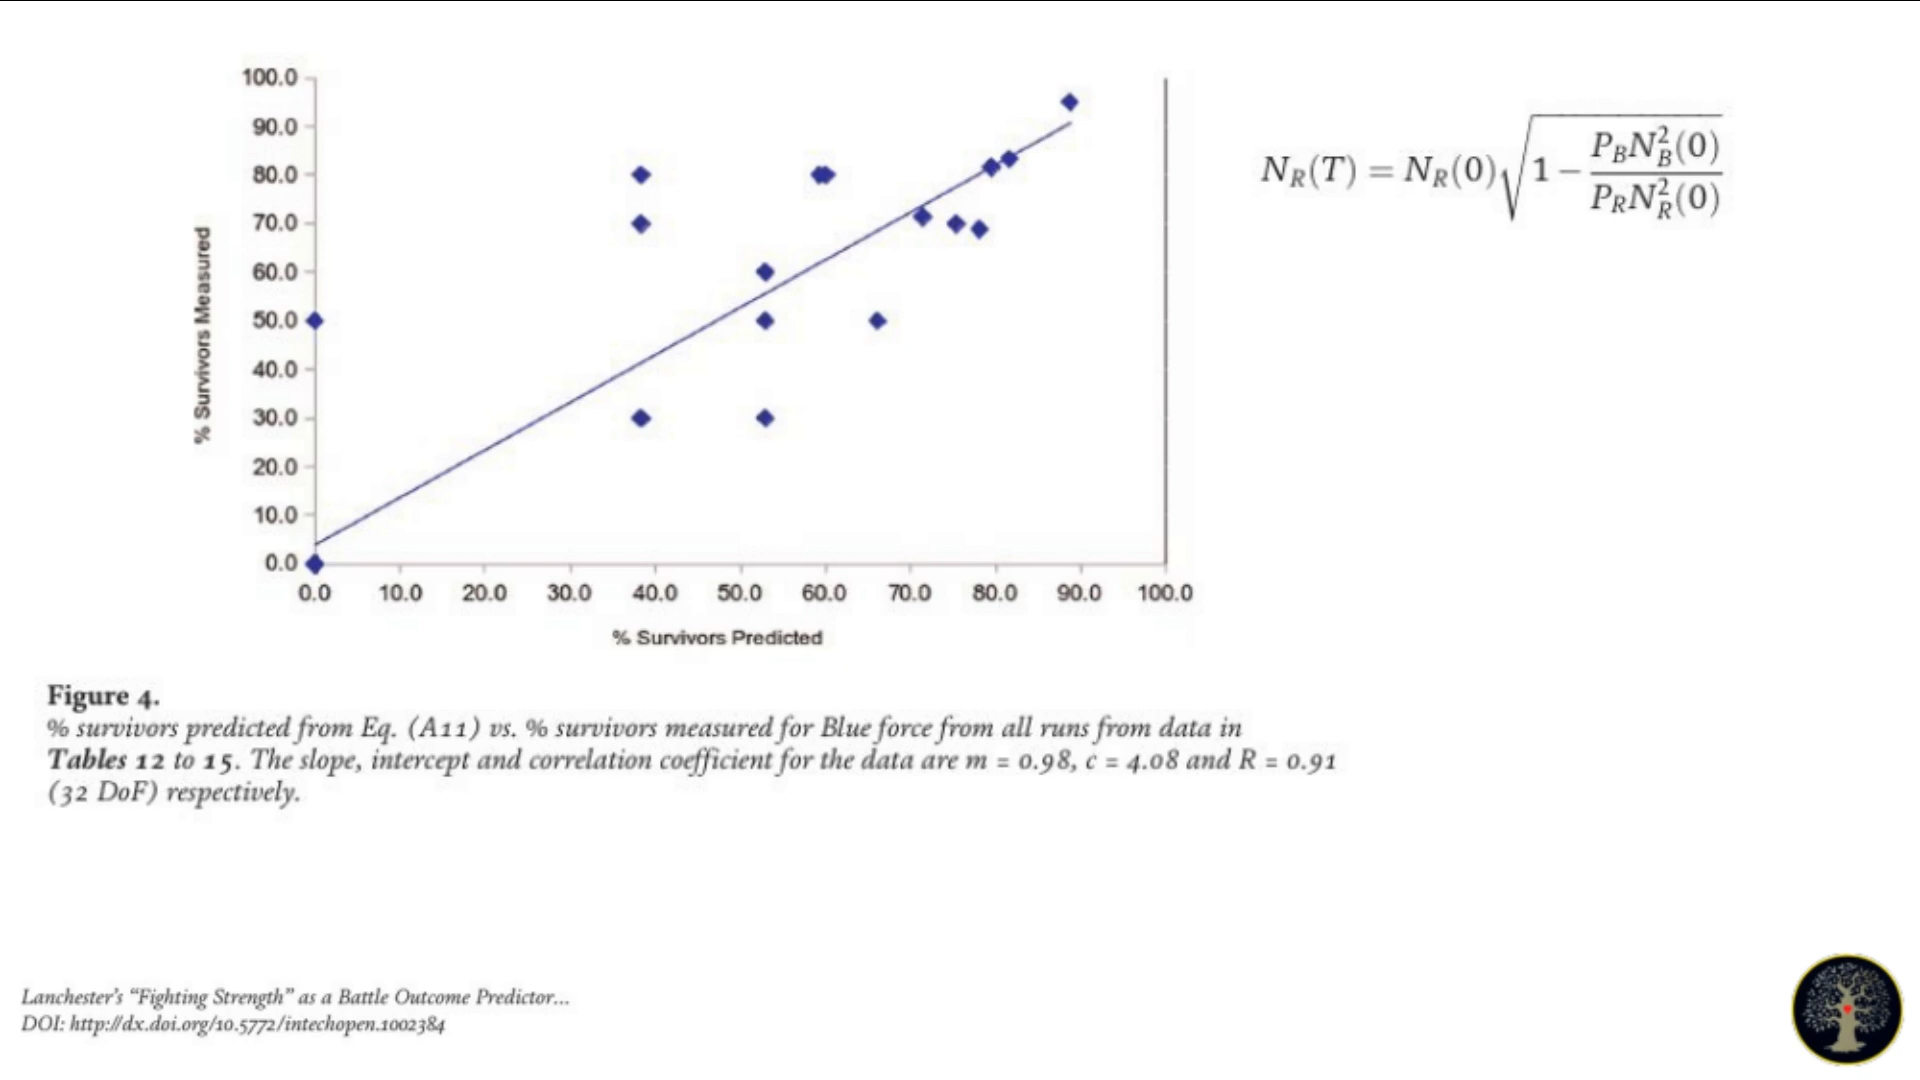 100.0
90.0
80.0
70.0
60.0
50.0
40.0
30.0
20.0
10.0
0.0
% Survivors Measured
0.0 10.0 20.0 30.0 40.0 50.0 60.0 70.0 80.0 90.0 100.0
% Survivors Predicted
N_R(T) = N_R(0)√(1 − P_B N_B^2(0) / P_R N_R^2(0))
Figure 4.
% survivors predicted from Eq. (A11) vs. % survivors measured for Blue force from all runs from data in
Tables 12 to 15. The slope, intercept and correlation coefficient for the data are m = 0.98, c = 4.08 and R = 0.91
(32 DoF) respectively.
Lanchester's “Fighting Strength” as a Battle Outcome Predictor…
DOI: http://dx.doi.org/10.5772/intechopen.1002384